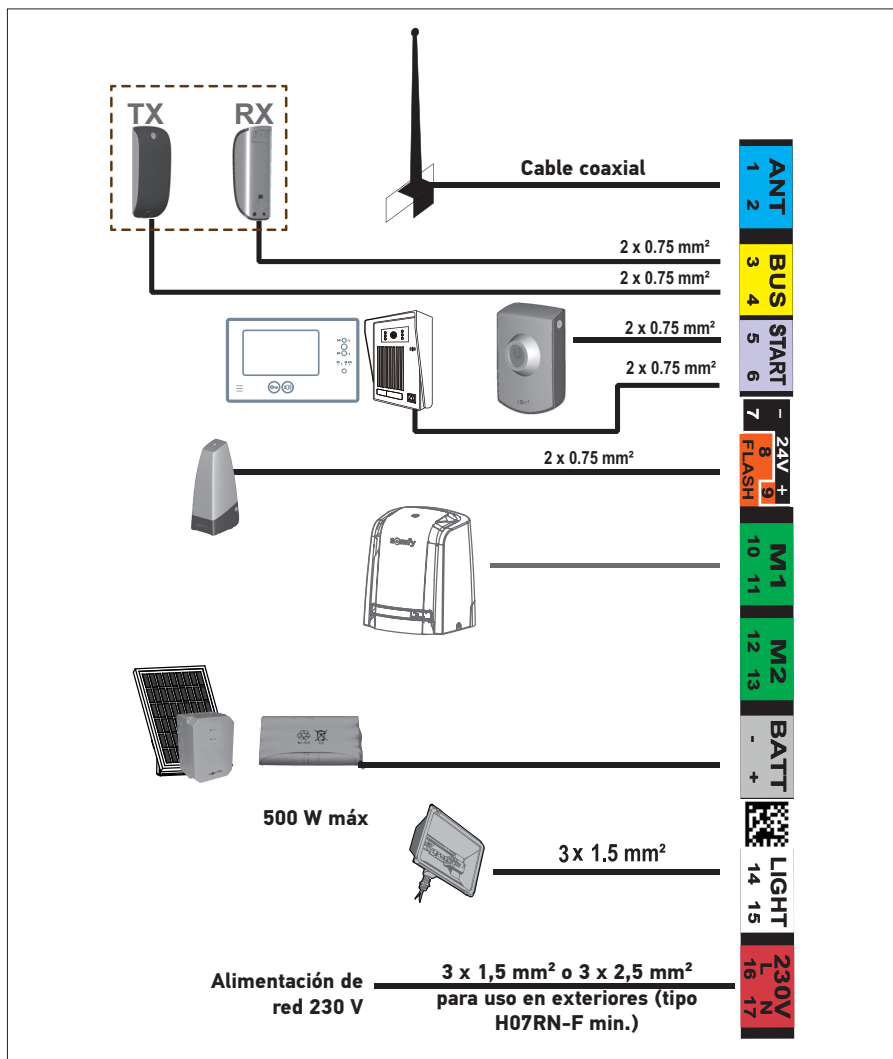 TX RX
Cable coaxial
ANT
1 2
2 x 0.75 mm²
2 x 0.75 mm²
BUS
3 4
2 x 0.75 mm²
2 x 0.75 mm²
START
5 6
2 x 0.75 mm²
- 24V +
7 8 9
FLASH
somfy
M1
10 11
M2
12 13
BATT
- +
500 W máx
3 x 1.5 mm²
LIGHT
14 15
Alimentación de
red 230 V
3 x 1,5 mm² o 3 x 2,5 mm²
para uso en exteriores (tipo
H07RN-F min.)
230V
L N
16 17